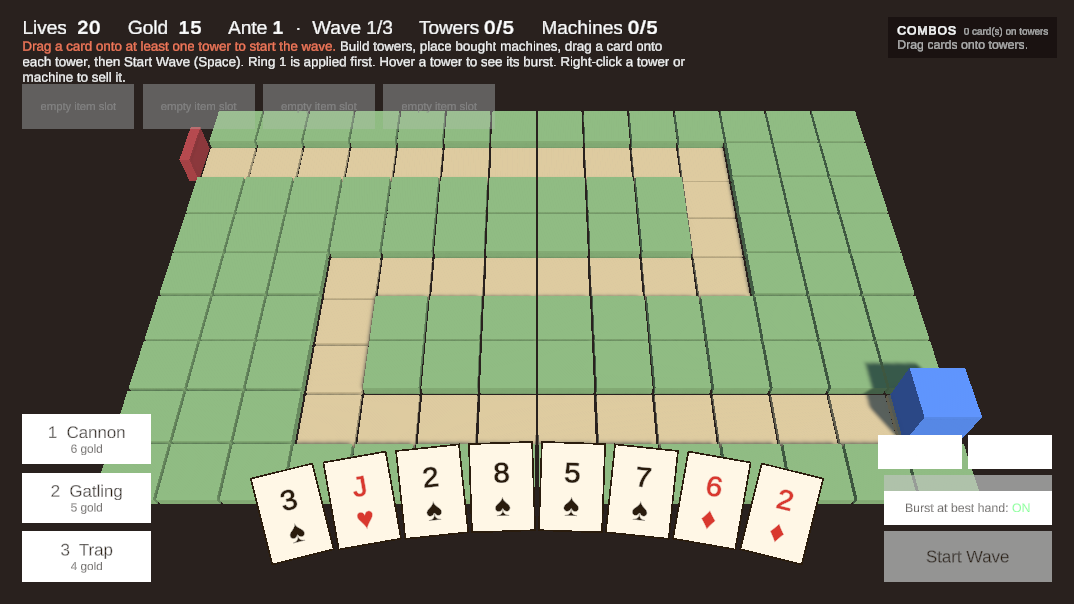 Lives 20 Gold 15 Ante 1 · Wave 1/3 Towers 0/5 Machines 0/5
Drag a card onto at least one tower to start the wave. Build towers, place bought machines, drag a card onto
each tower, then Start Wave (Space). Ring 1 is applied first. Hover a tower to see its burst. Right-click a tower or
machine to sell it.
COMBOS 0 card(s) on towers
Drag cards onto towers.
empty item slot empty item slot empty item slot empty item slot
1 Cannon
6 gold
2 Gatling
5 gold
3 Trap
4 gold
3♠ J♥ 2♠ 8♠ 5♠ 7♠ 6♦ 2♦
Burst at best hand: ON
Start Wave